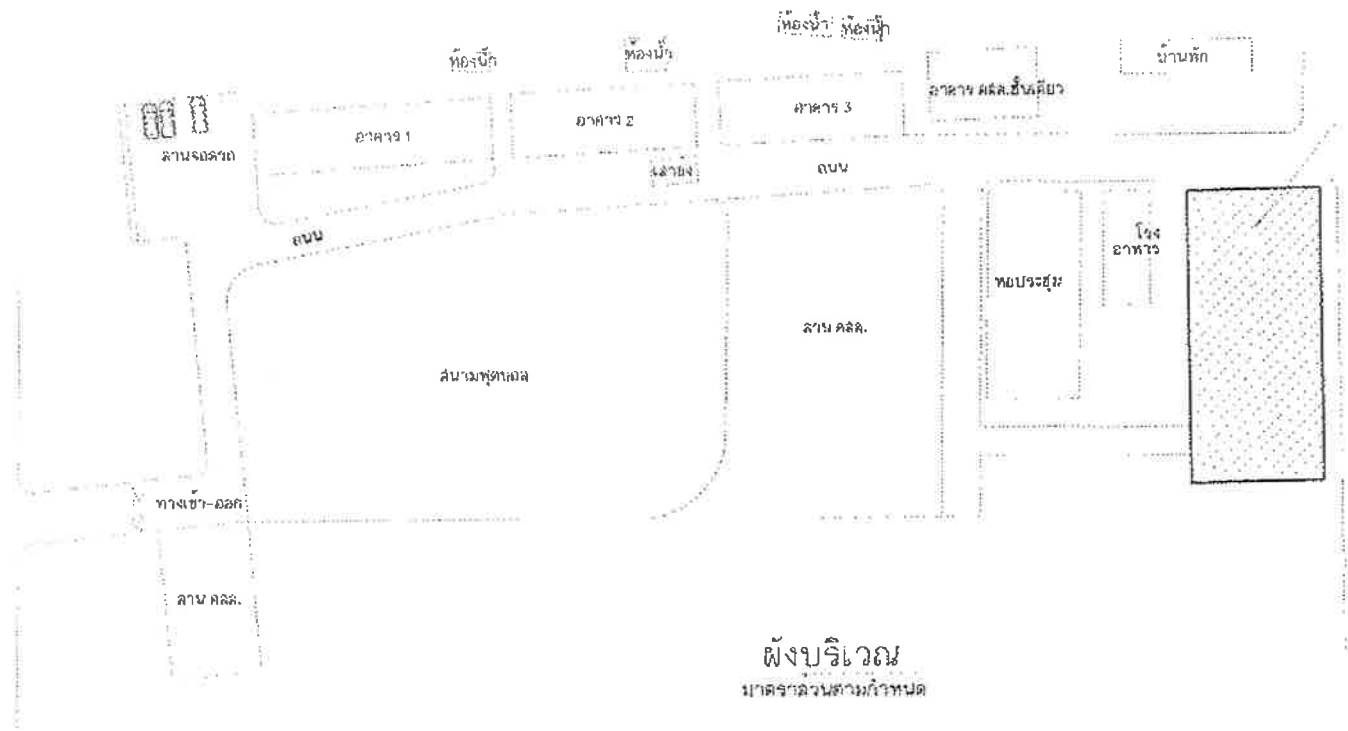 ห้องน้ำ
ห้องน้ำ
ห้องน้ำ ห้องน้ำ
บ้านพัก
อาคาร คสล.ชั้นเดียว
อาคาร 1
อาคาร 2
อาคาร 3
ลานจอดรถ
เสาธง
ถนน
ถนน
โรง
อาหาร
หอประชุม
ลาน คสล.
สนามฟุตบอล
ทางเข้า-ออก
ลาน คสล.
ผังบริเวณ
มาตราส่วนตามกำหนด